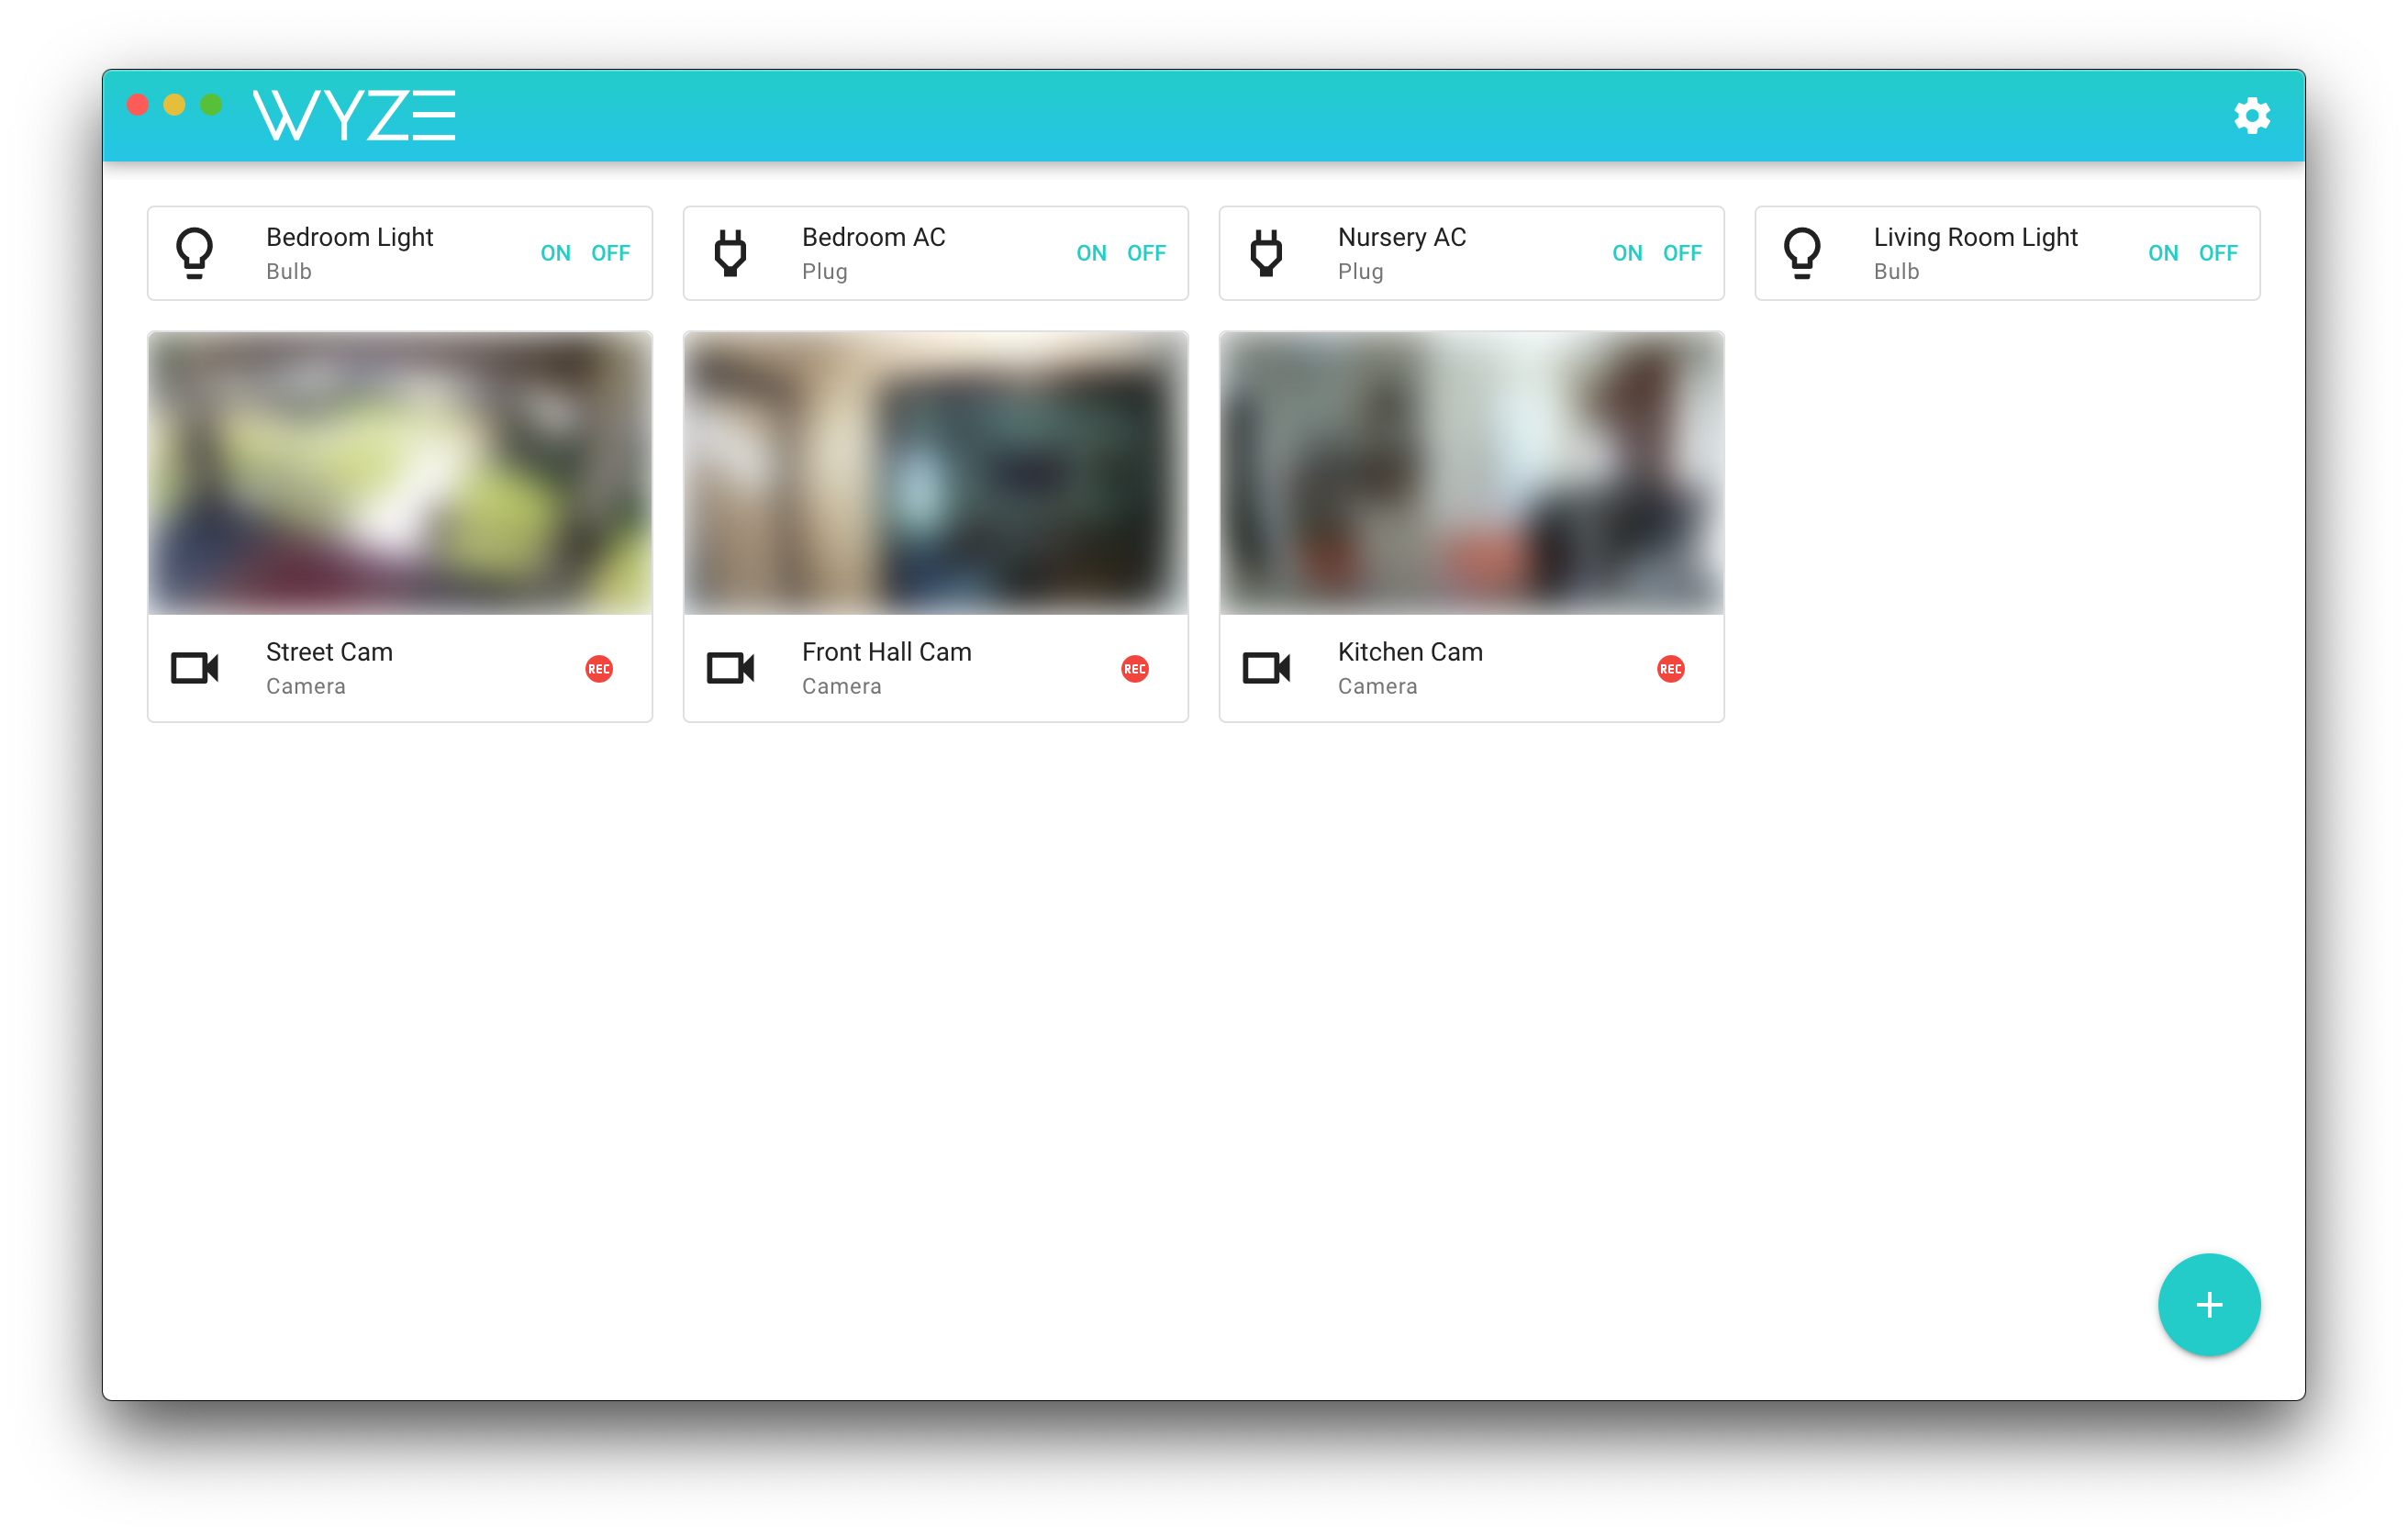 WYZE
Bedroom Light
Bulb
ON OFF
Bedroom AC
Plug
ON OFF
Nursery AC
Plug
ON OFF
Living Room Light
Bulb
ON OFF
Street Cam
Camera
REC
Front Hall Cam
Camera
REC
Kitchen Cam
Camera
REC